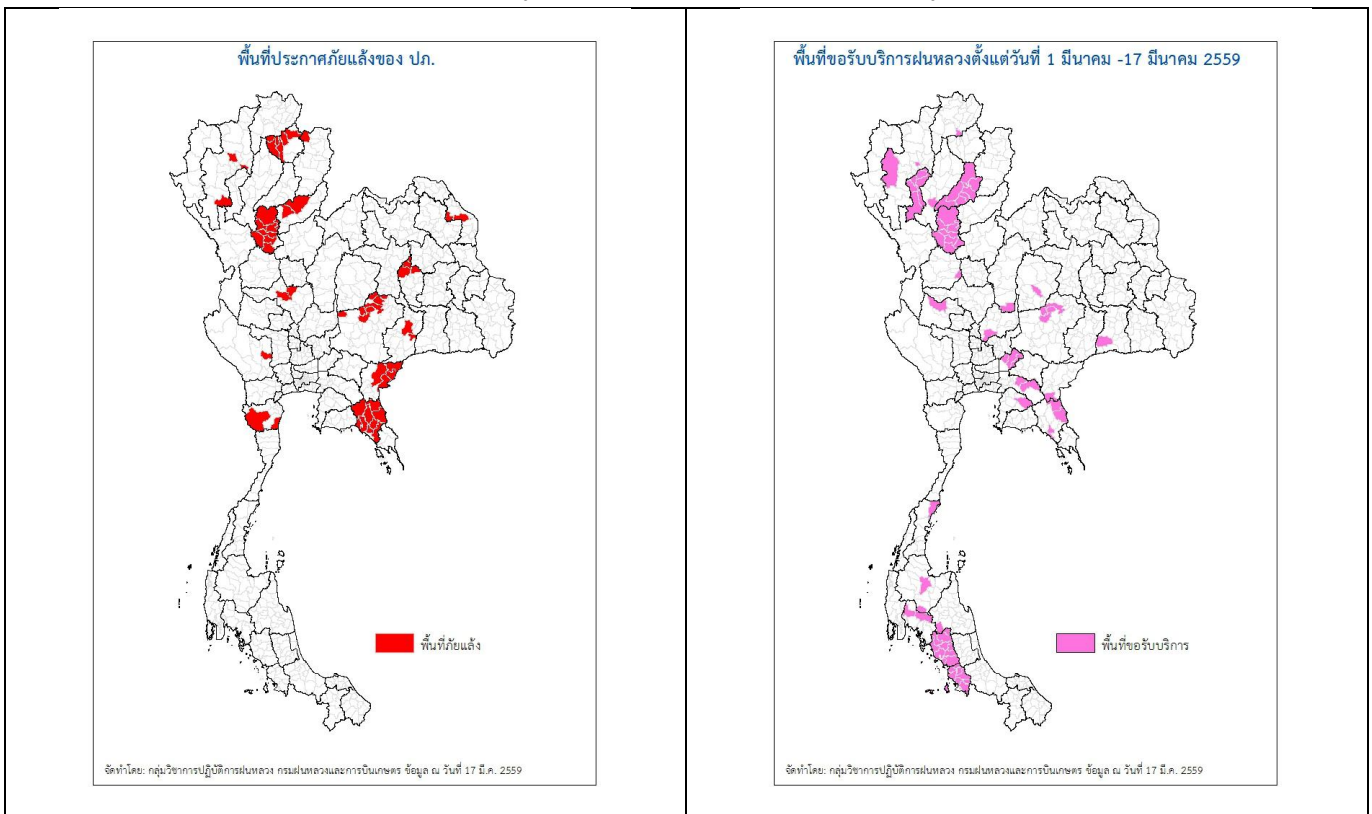 พื้นที่ประกาศภัยแล้งของ ปภ.
พื้นที่ภัยแล้ง
จัดทำโดย: กลุ่มวิชาการปฏิบัติการฝนหลวง กรมฝนหลวงและการบินเกษตร ข้อมูล ณ วันที่ 17 มี.ค. 2559
พื้นที่ขอรับบริการฝนหลวงตั้งแต่วันที่ 1 มีนาคม -17 มีนาคม 2559
พื้นที่ขอรับบริการ
จัดทำโดย: กลุ่มวิชาการปฏิบัติการฝนหลวง กรมฝนหลวงและการบินเกษตร ข้อมูล ณ วันที่ 17 มี.ค. 2559